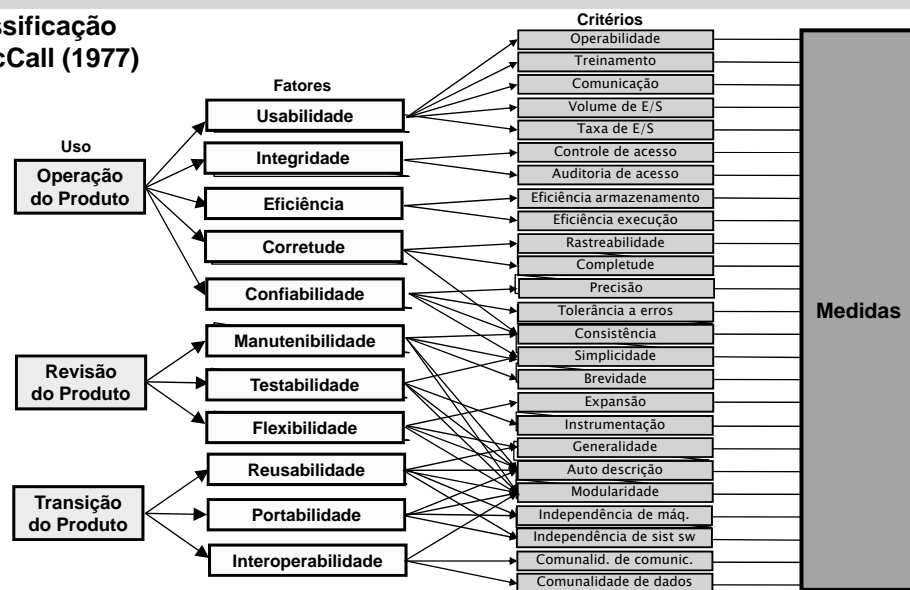 ssificação
cCall (1977)
Uso
Operação
do Produto
Revisão
do Produto
Transição
do Produto
Fatores
Usabilidade
Integridade
Eficiência
Corretude
Confiabilidade
Manutenibilidade
Testabilidade
Flexibilidade
Reusabilidade
Portabilidade
Interoperabilidade
Critérios
Operabilidade
Treinamento
Comunicação
Volume de E/S
Taxa de E/S
Controle de acesso
Auditoria de acesso
Eficiência armazenamento
Eficiência execução
Rastreabilidade
Completude
Precisão
Tolerância a erros
Consistência
Simplicidade
Brevidade
Expansão
Instrumentação
Generalidade
Auto descrição
Modularidade
Independência de máq.
Independência de sist sw
Comunalid. de comunic.
Comunalidade de dados
Medidas